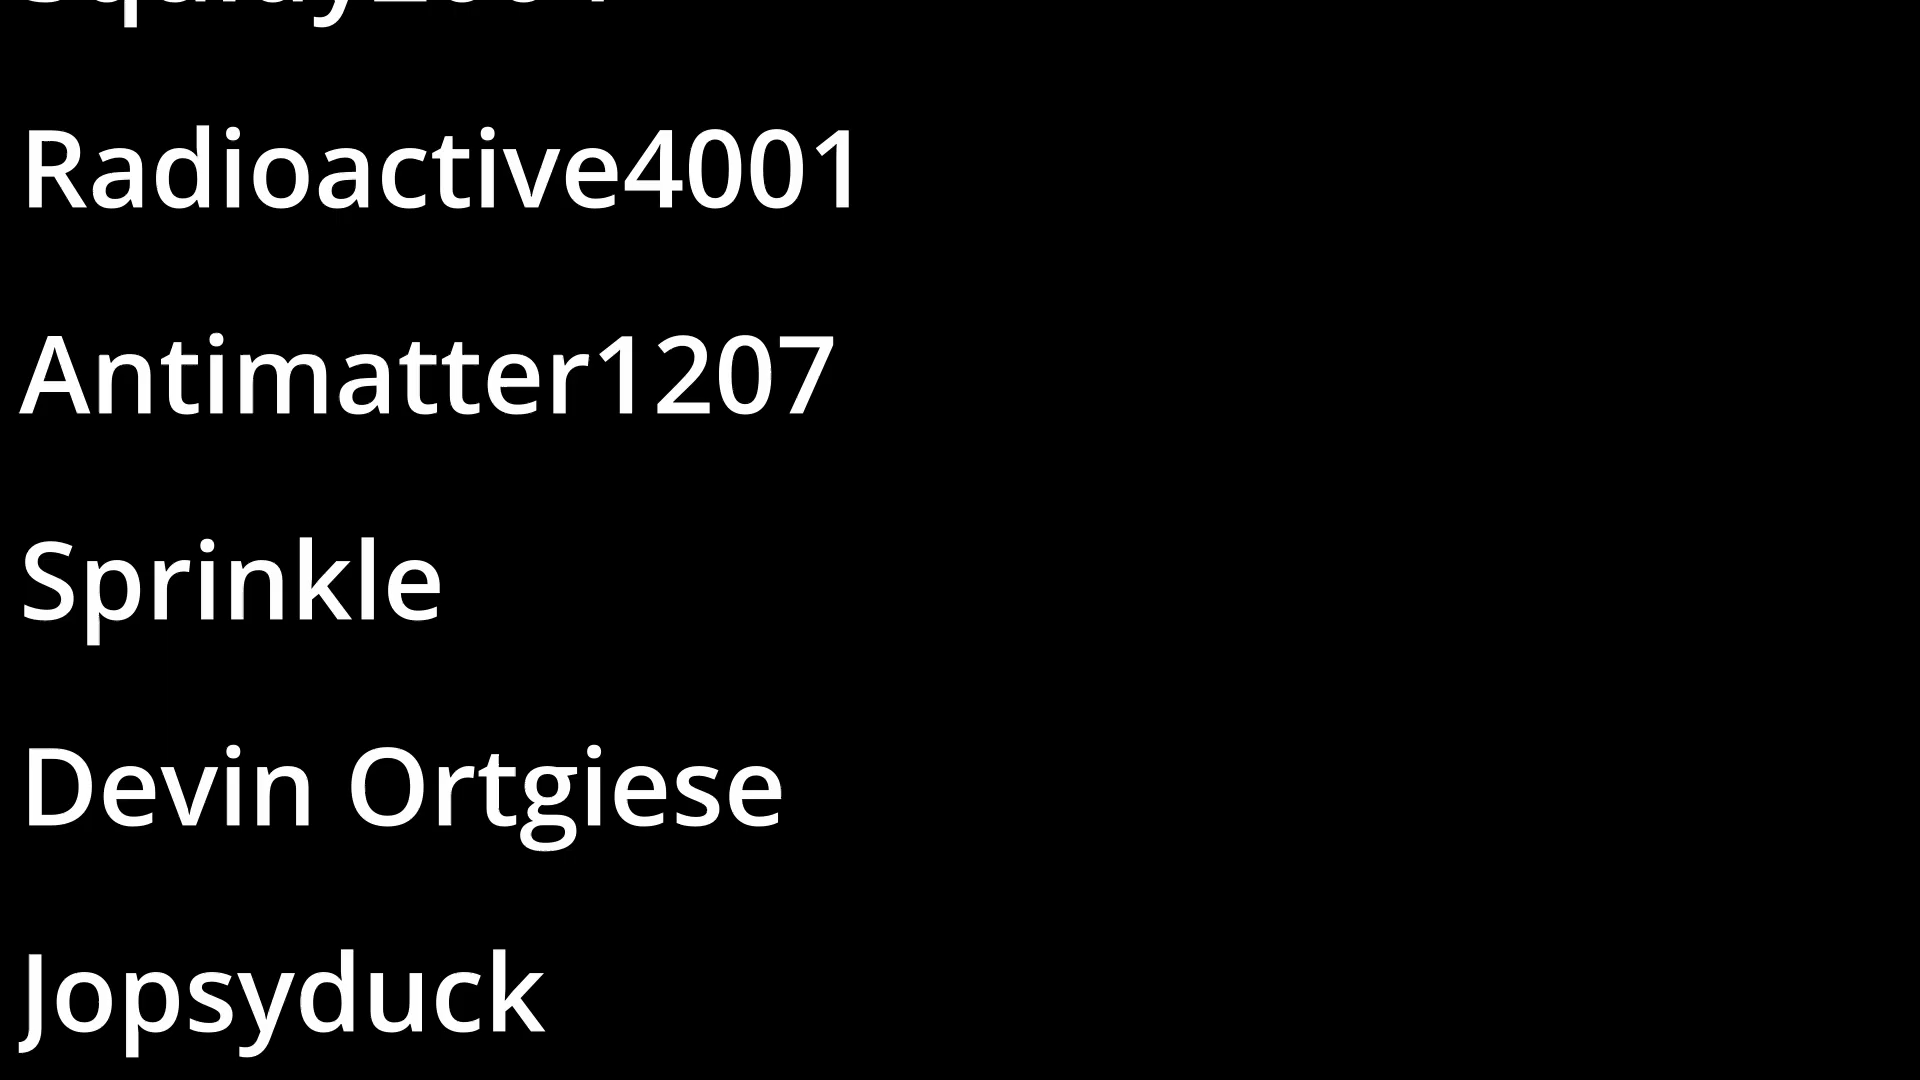 Radioactive4001
Antimatter1207
Sprinkle
Devin Ortgiese
Jopsyduck